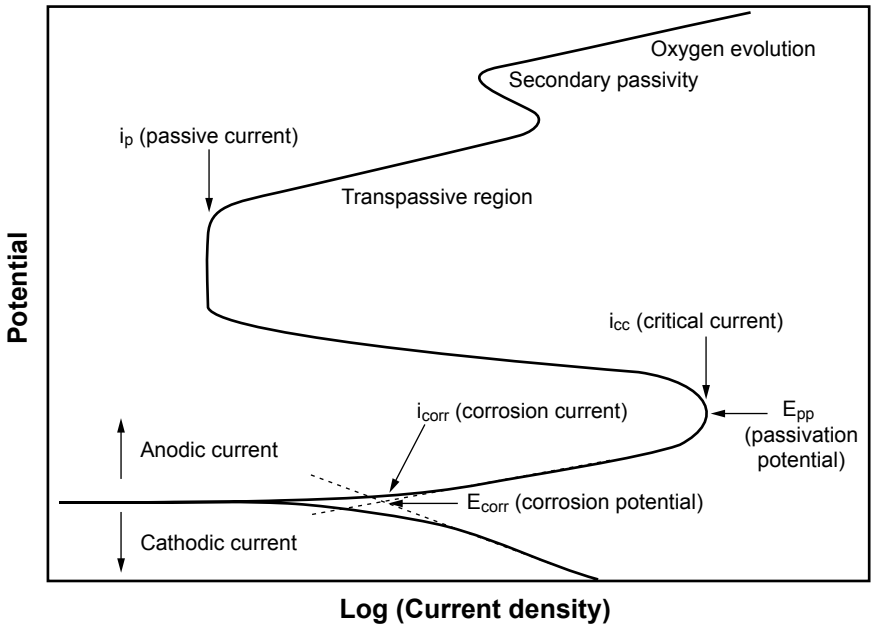 Oxygen evolution
Secondary passivity
ip (passive current)
Transpassive region
Potential
icc (critical current)
icorr (corrosion current)
Epp
(passivation
potential)
Anodic current
Ecorr (corrosion potential)
Cathodic current
Log (Current density)